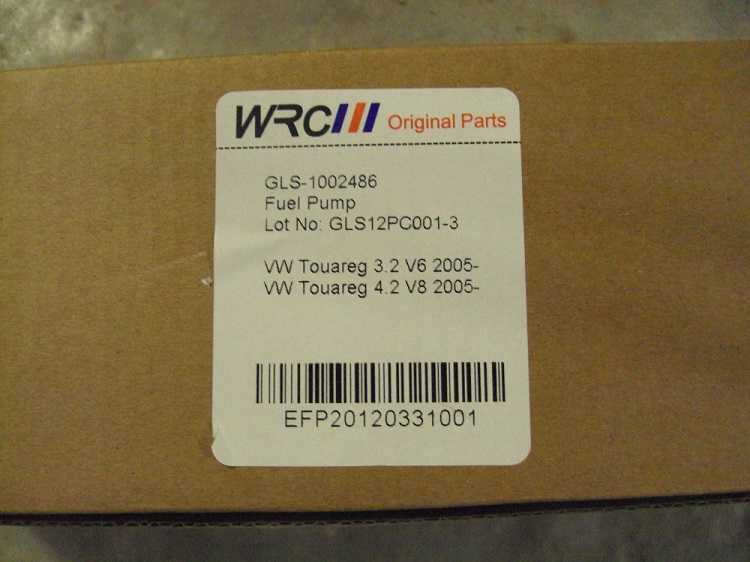 WRC Original Parts
GLS-1002486
Fuel Pump
Lot No: GLS12PC001-3
VW Touareg 3.2 V6 2005-
VW Touareg 4.2 V8 2005-
EFP20120331001